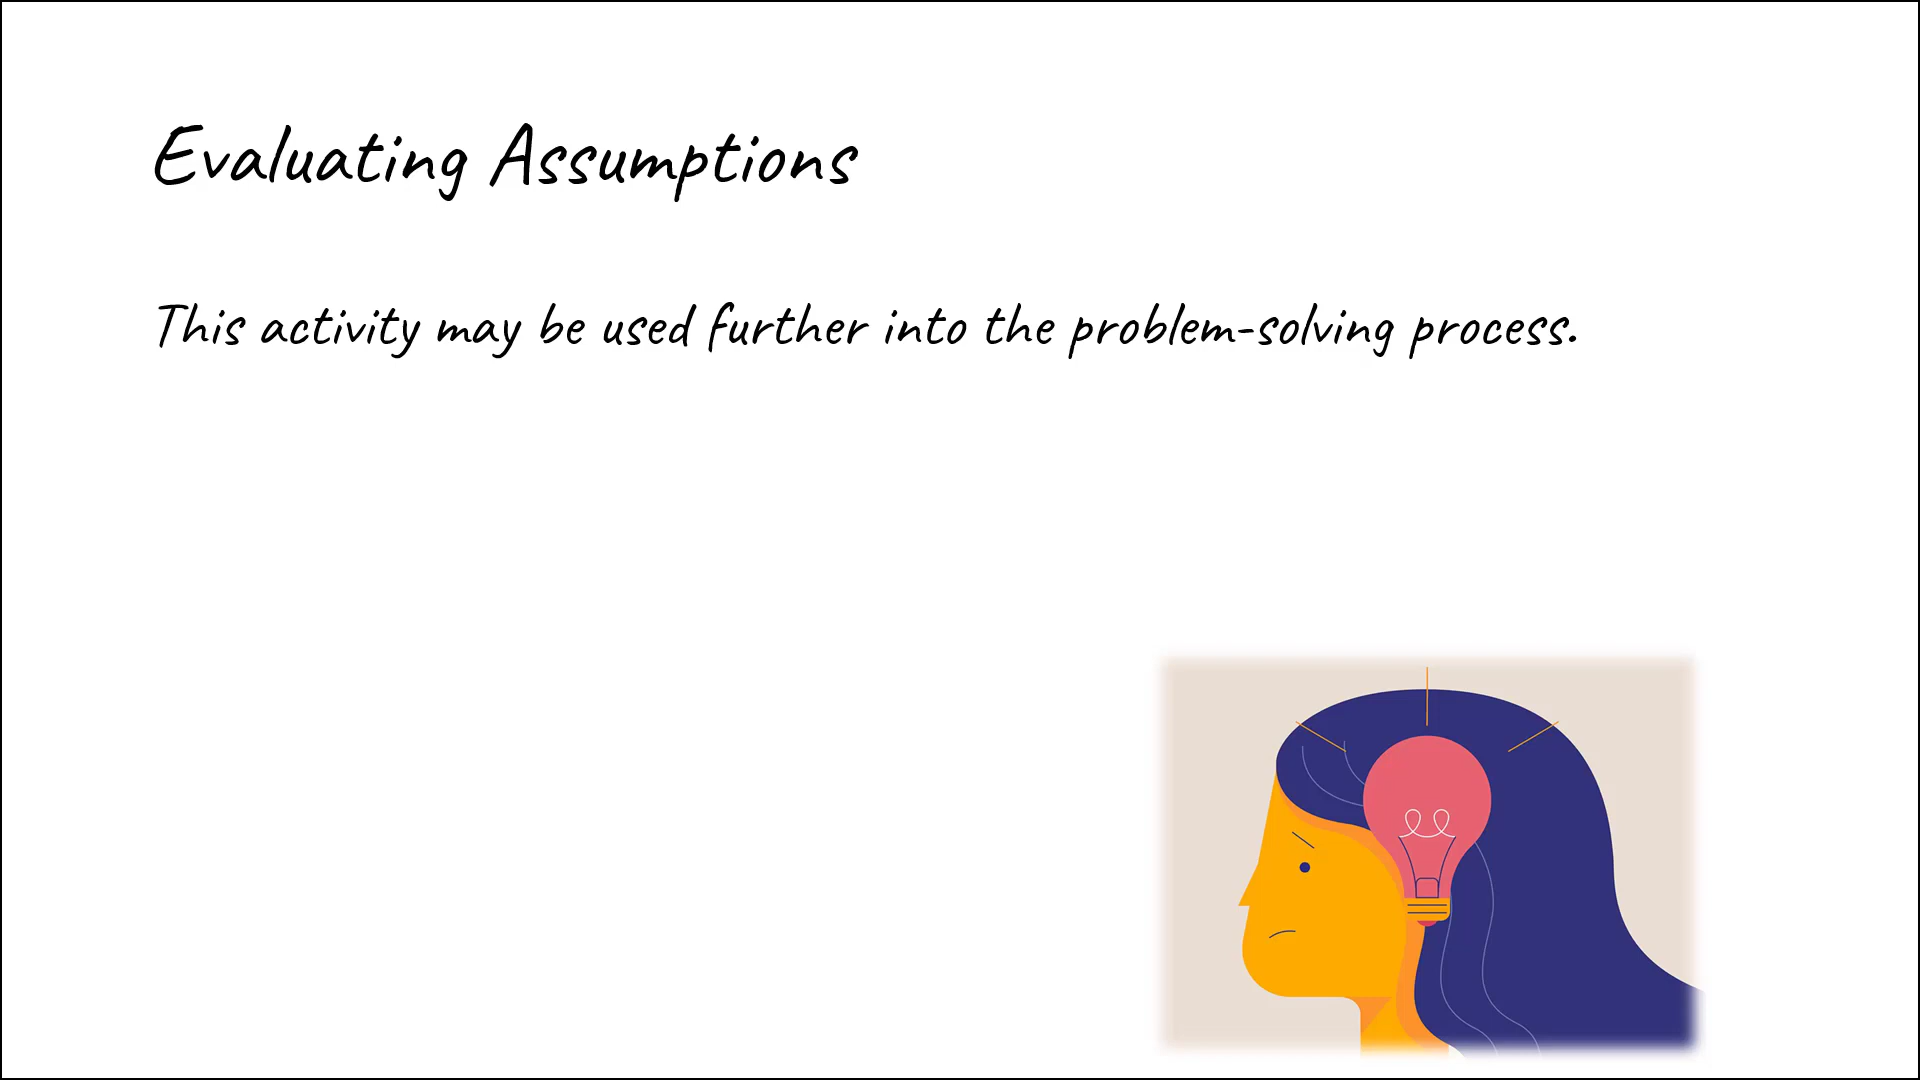 Evaluating Assumptions
This activity may be used further into the problem-solving process.